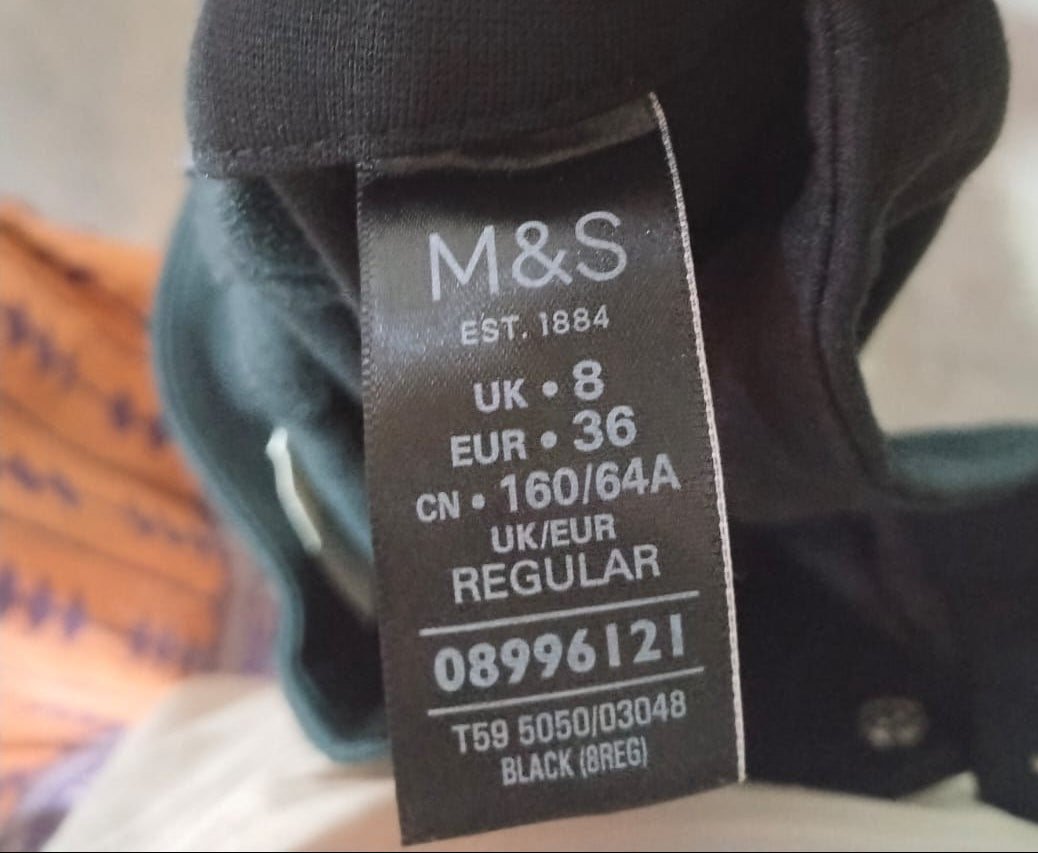 M&S
EST. 1884
UK • 8
EUR • 36
CN • 160/64A
UK/EUR
REGULAR
08996121
T59 5050/03048
BLACK (8REG)